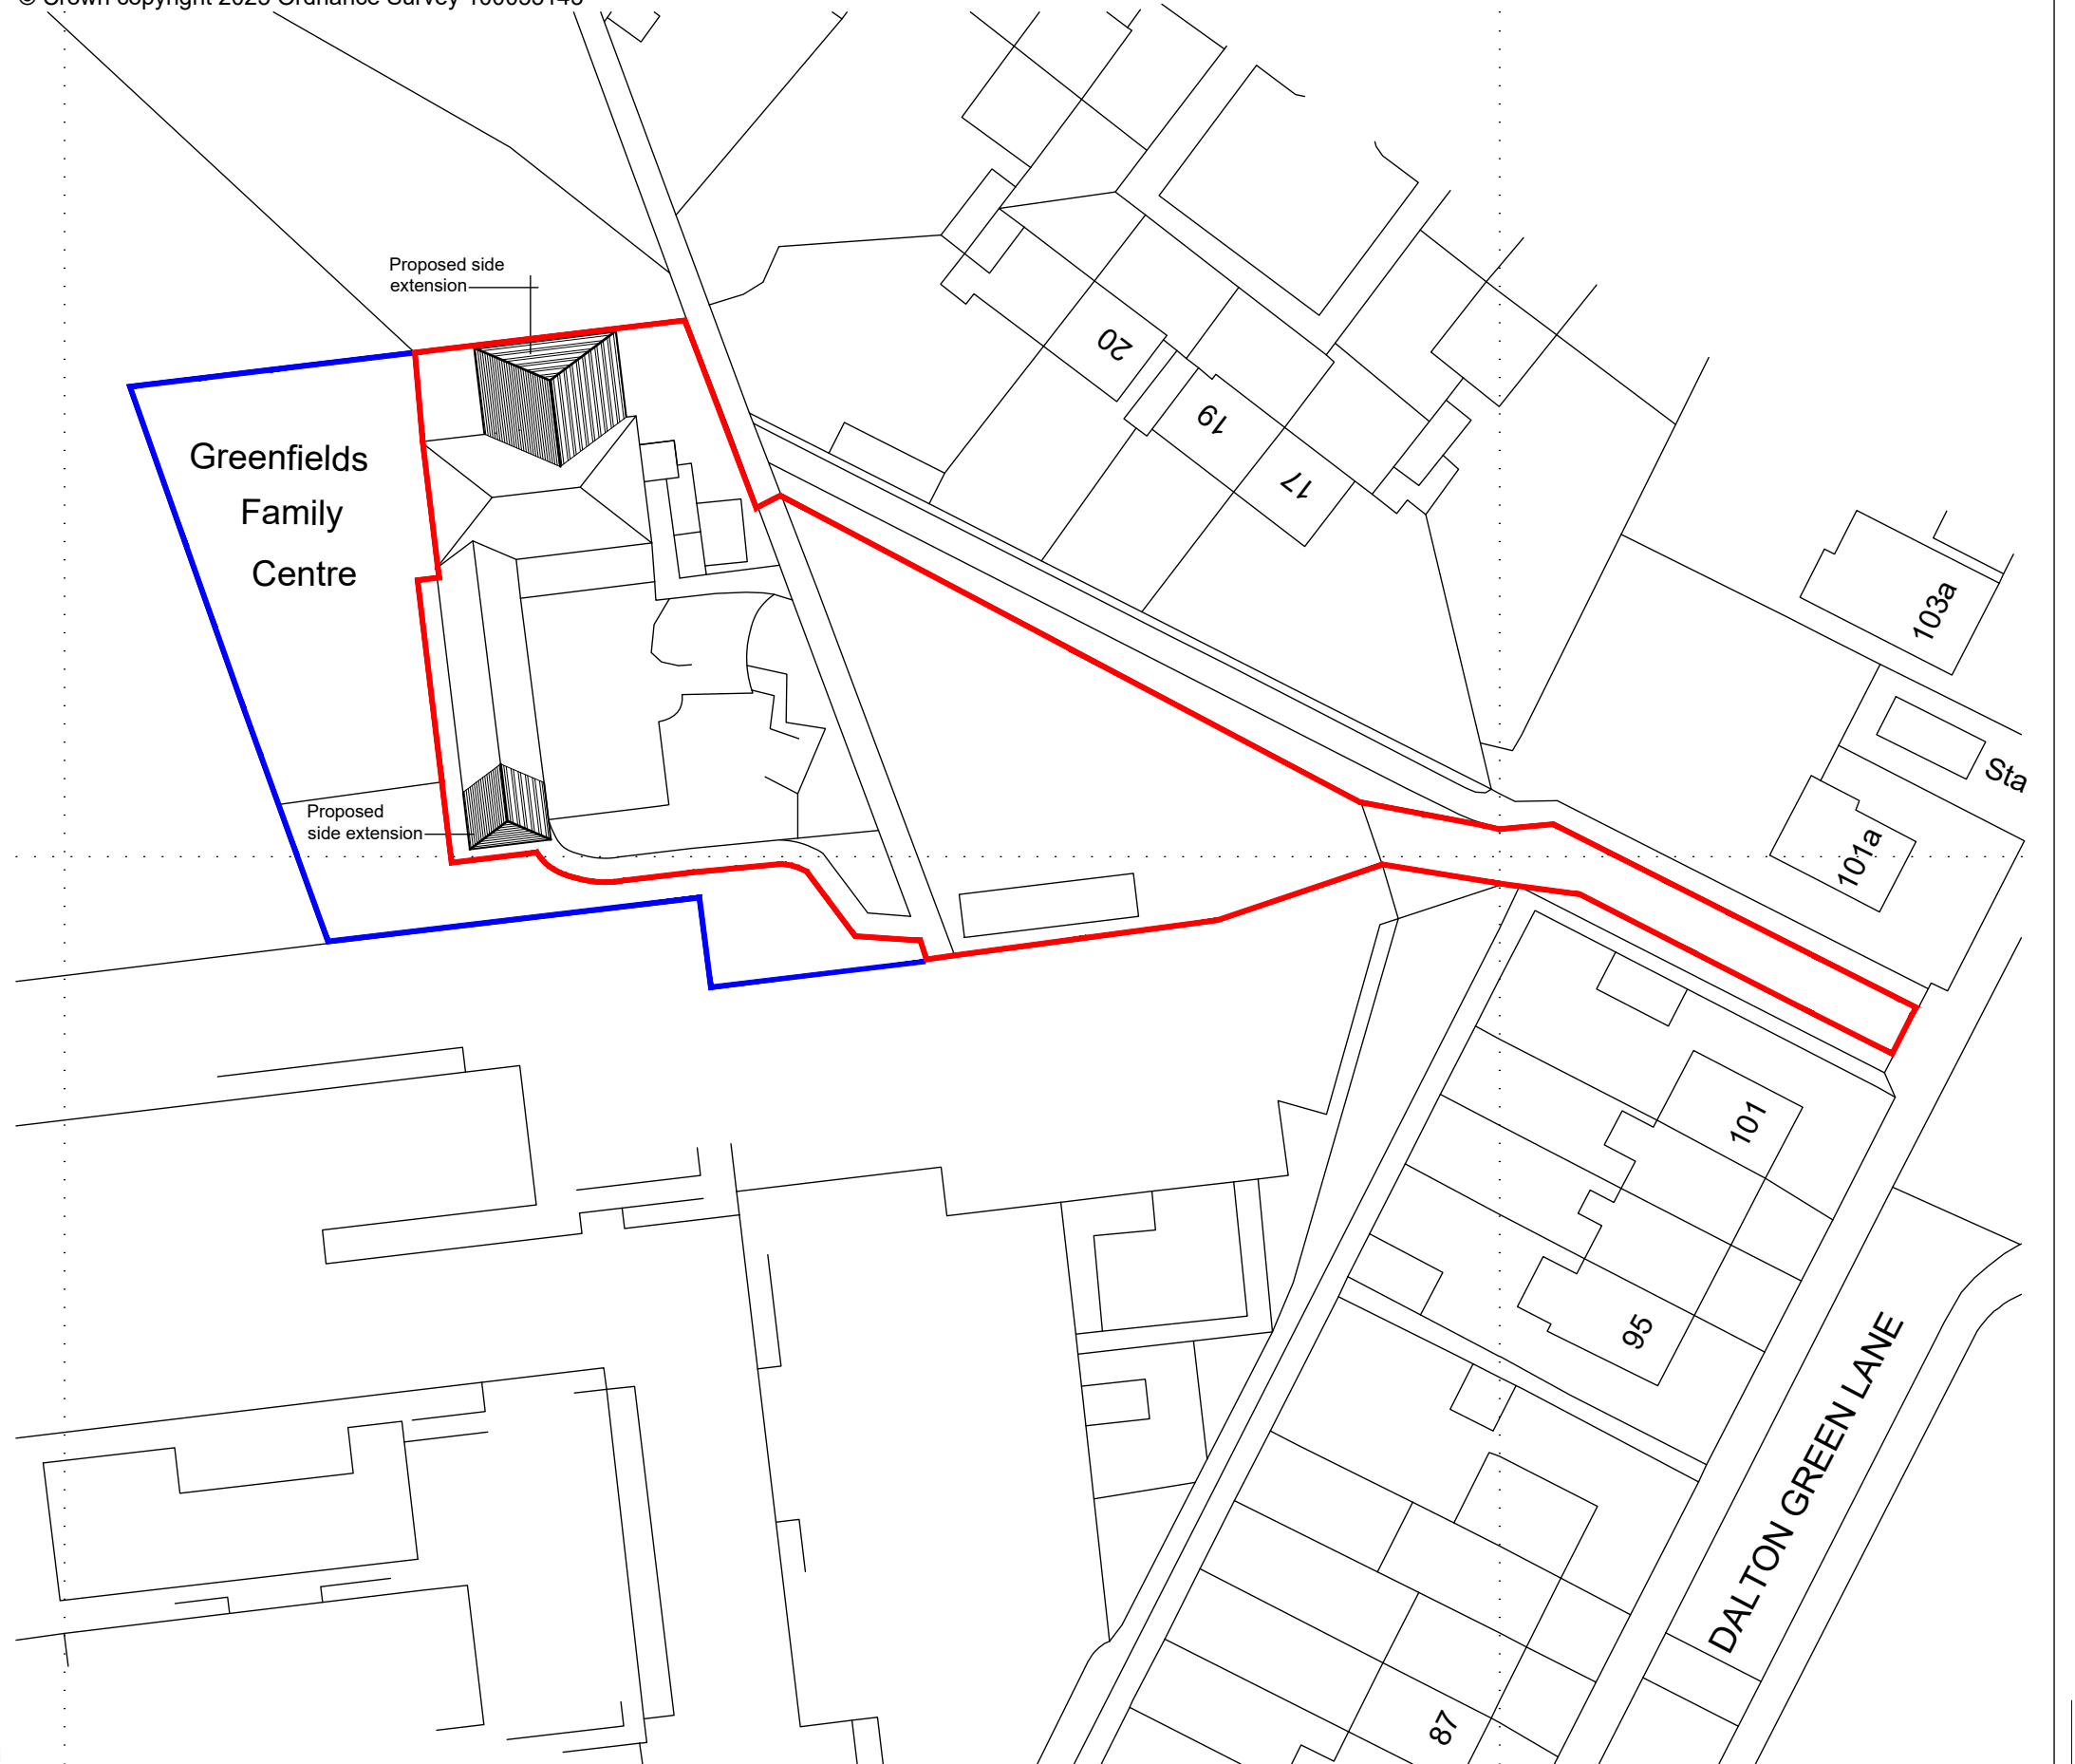 Proposed side
extension
Greenfields
Family
Centre
Proposed
side extension
20
19
17
103a
Sta
101a
101
95
87
DALTON GREEN LANE